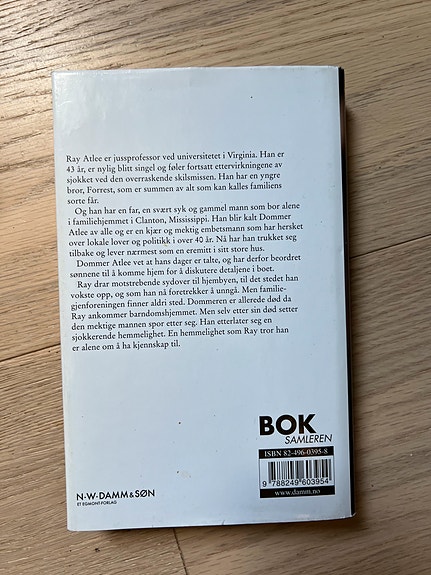 Ray Atlee er jussprofessor ved universitetet i Virginia. Han er
43 år, er nylig blitt singel og føler fortsatt ettervirkningene av
sjokket ved den overraskende skilsmissen. Han har en yngre
bror, Forrest, som er summen av alt som kan kalles familiens
sorte får.
Og han har en far, en svært syk og gammel mann som bor alene
i familiehjemmet i Clanton, Mississippi. Han blir kalt Dommer
Atlee av alle og er en kjær og mektig embetsmann som har hersket
over lokale lover og politikk i over 40 år. Nå har han trukket seg
tilbake og lever nærmest som en eremitt i sitt store hus.
Dommer Atlee vet at hans dager er talte, og har derfor beordret
sønnene til å komme hjem for å diskutere detaljene i boet.
Ray drar motstrebende sydover til hjembyen, til det stedet han
vokste opp, og som han nå foretrekker å unngå. Men familie-
gjenforeningen finner aldri sted. Dommeren er allerede død da
Ray ankommer barndomshjemmet. Men selv etter sin død setter
den mektige mannen spor etter seg. Han etterlater seg en
sjokkerende hemmelighet. En hemmelighet som Ray tror han
er alene om å ha kjennskap til.
BOK
SAMLEREN
ISBN 82-496-0395-8
9 788249 603954
www.damm.no
N·W·DAMM & SØN
ET EGMONT FORLAG